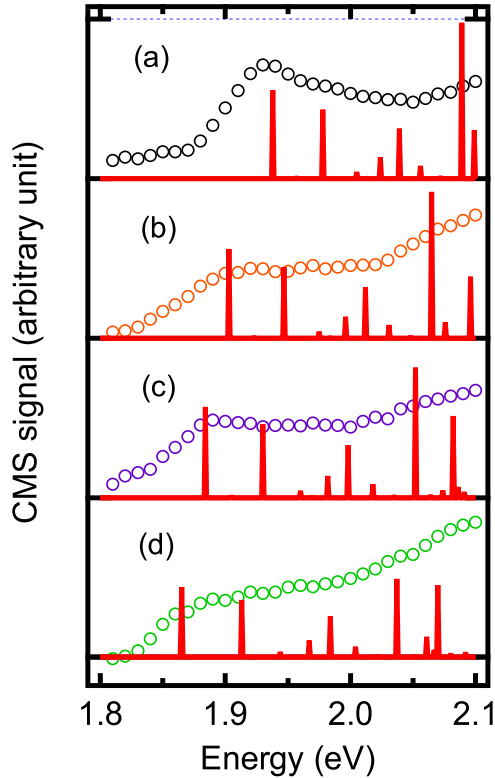 (a)
(b)
(c)
(d)
CMS signal (arbitrary unit)
1.8 1.9 2.0 2.1
Energy (eV)